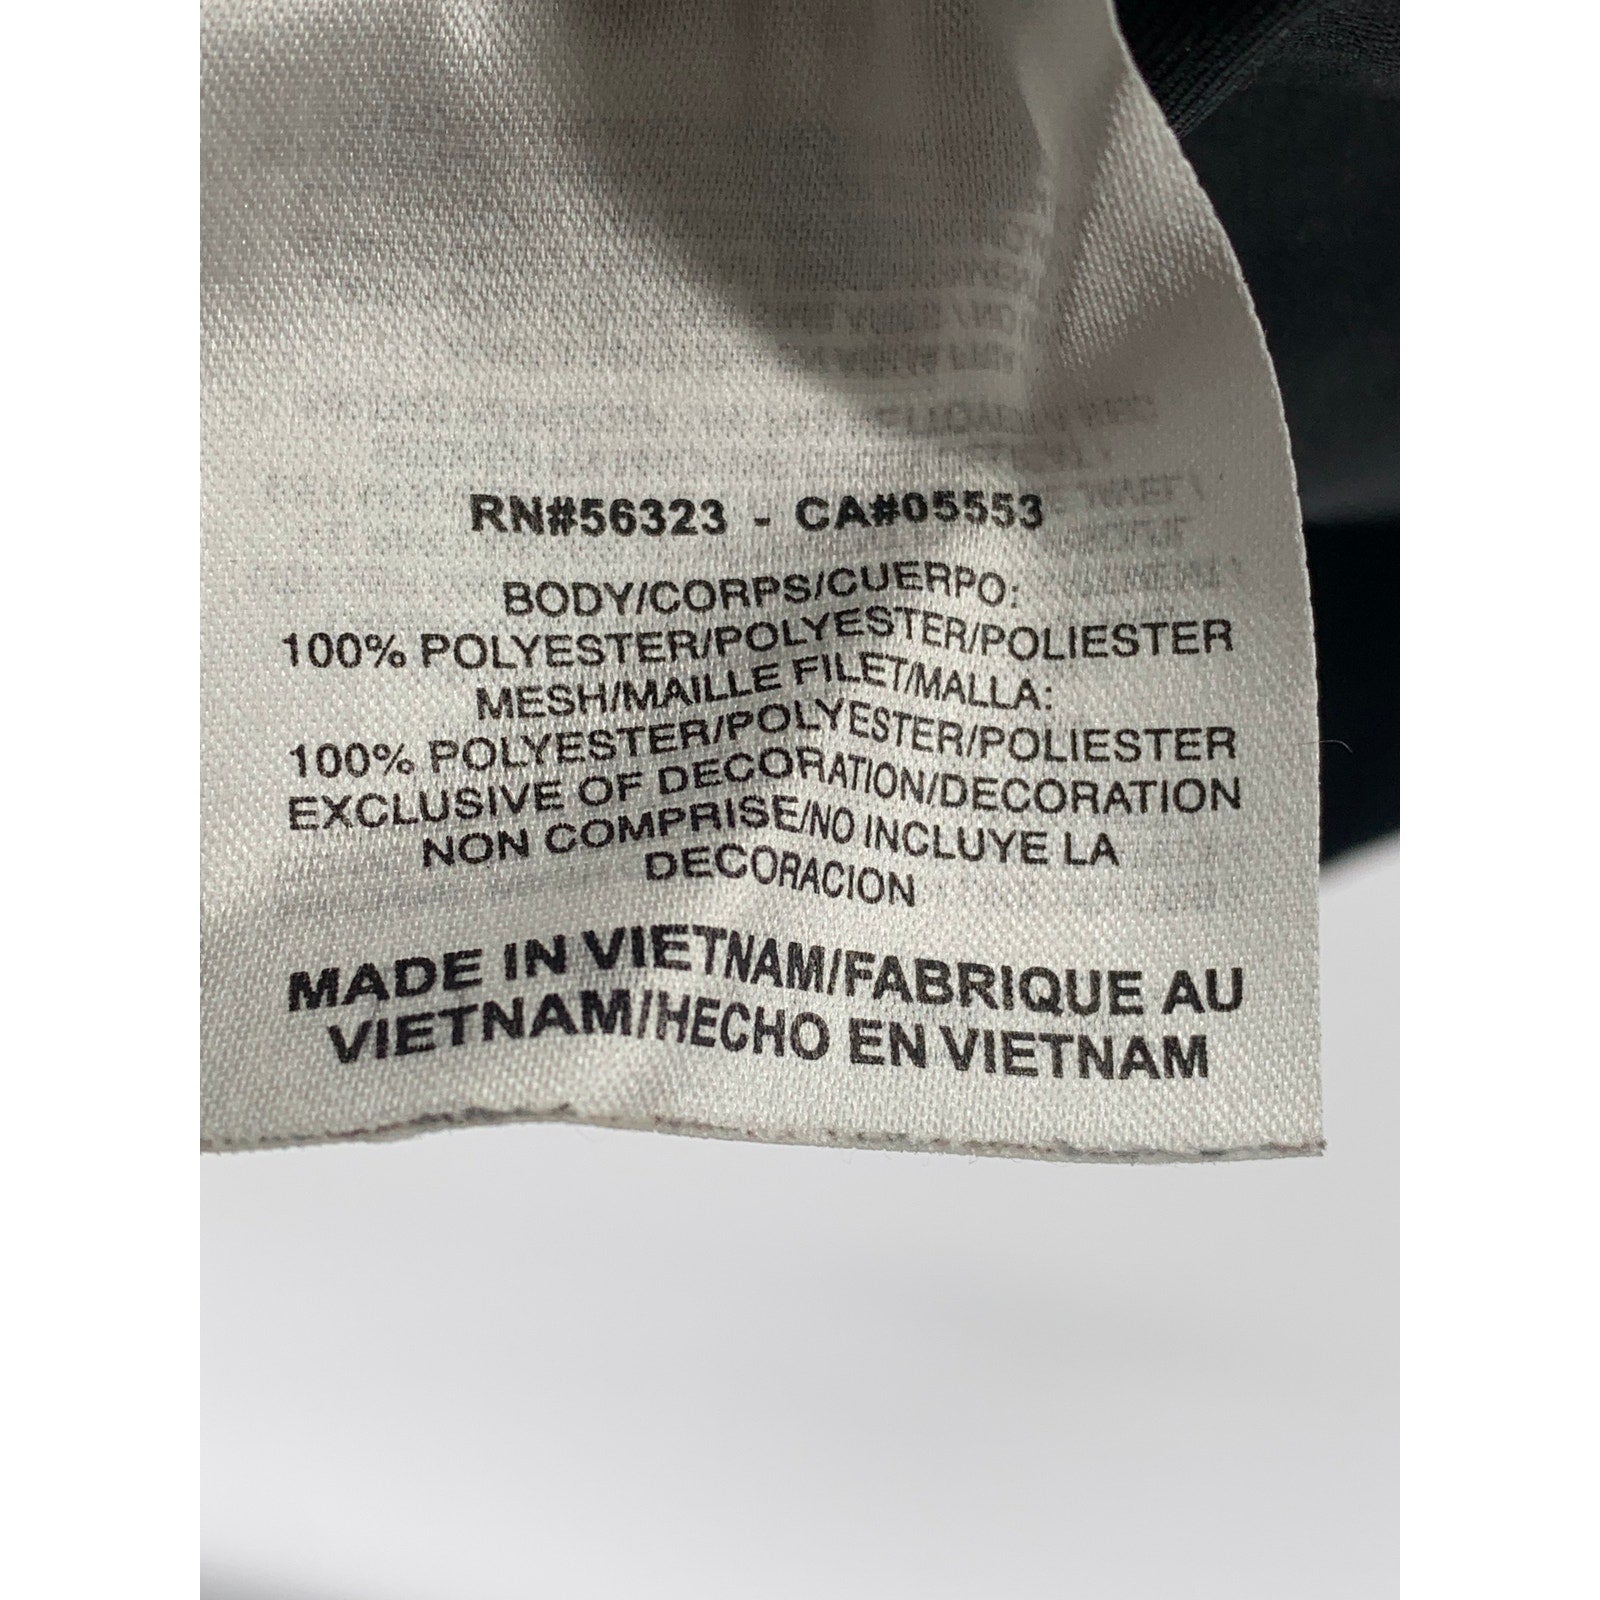 RN#56323 - CA#05553
BODY/CORPS/CUERPO:
100% POLYESTER/POLYESTER/POLIESTER
MESH/MAILLE FILET/MALLA:
100% POLYESTER/POLYESTER/POLIESTER
EXCLUSIVE OF DECORATION/DECORATION
NON COMPRISE/NO INCLUYE LA
DECORACION
MADE IN VIETNAM/FABRIQUE AU
VIETNAM/HECHO EN VIETNAM